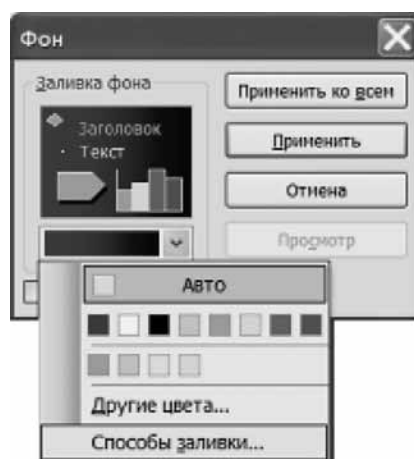 Фон
Заливка фона
Заголовок
Текст
Применить ко всем
Применить
Отмена
Просмотр
Авто
Другие цвета...
Способы заливки...